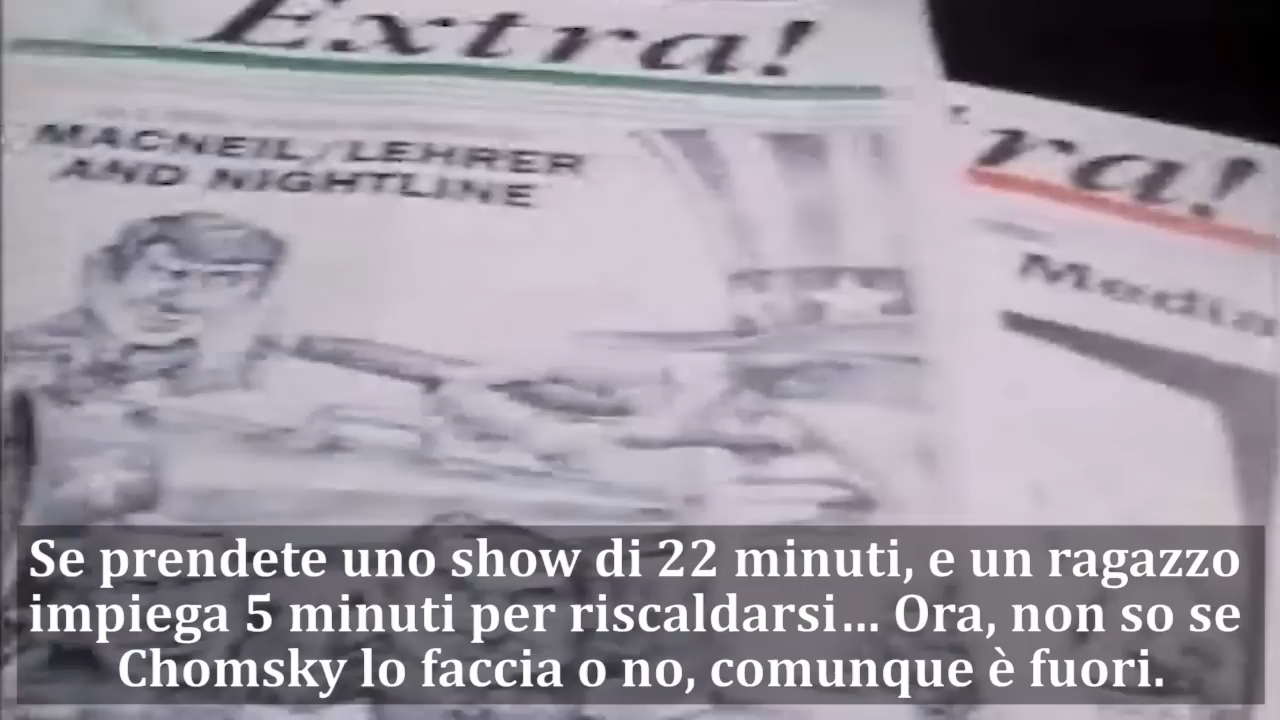 Extra!
MACNEIL/LEHRER
AND NIGHTLINE
ra!
Media
Se prendete uno show di 22 minuti, e un ragazzo
impiega 5 minuti per riscaldarsi… Ora, non so se
Chomsky lo faccia o no, comunque è fuori.